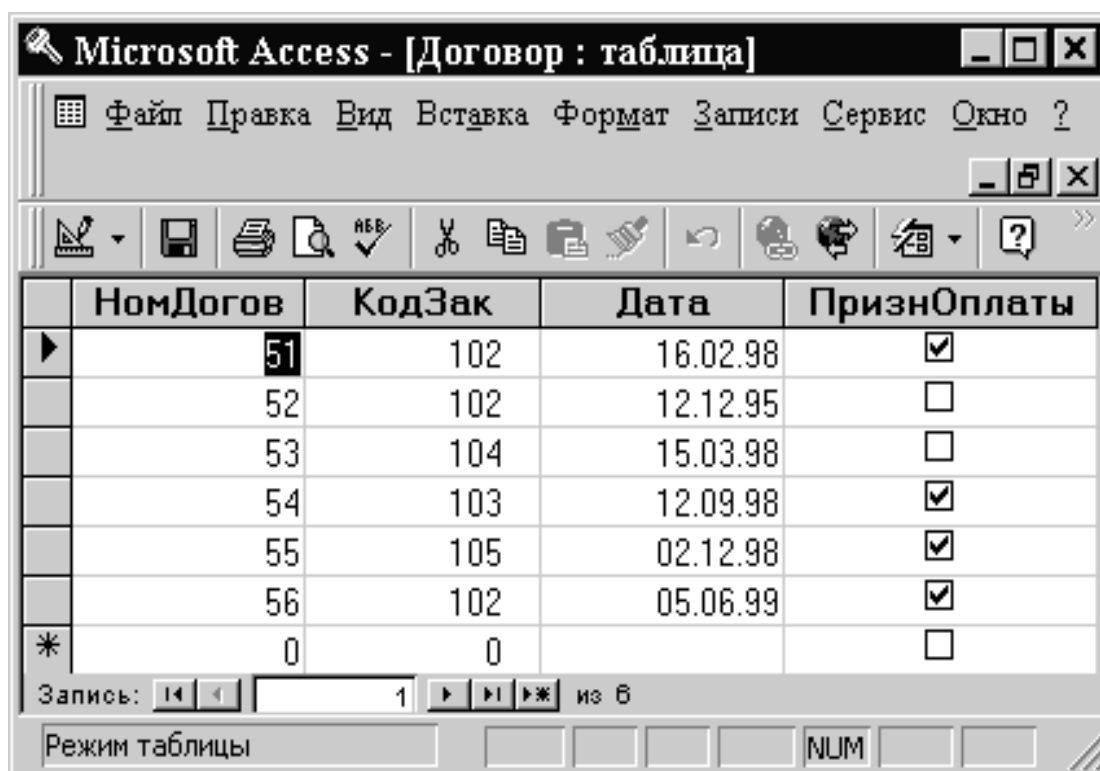 Microsoft Access - [Договор : таблица]
Файл Правка Вид Вставка Формат Записи Сервис Окно ?
НомДогов КодЗак Дата ПризнОплаты
51 102 16.02.98
52 102 12.12.95
53 104 15.03.98
54 103 12.09.98
55 105 02.12.98
56 102 05.06.99
0 0
Запись: 1 из 6
Режим таблицы NUM